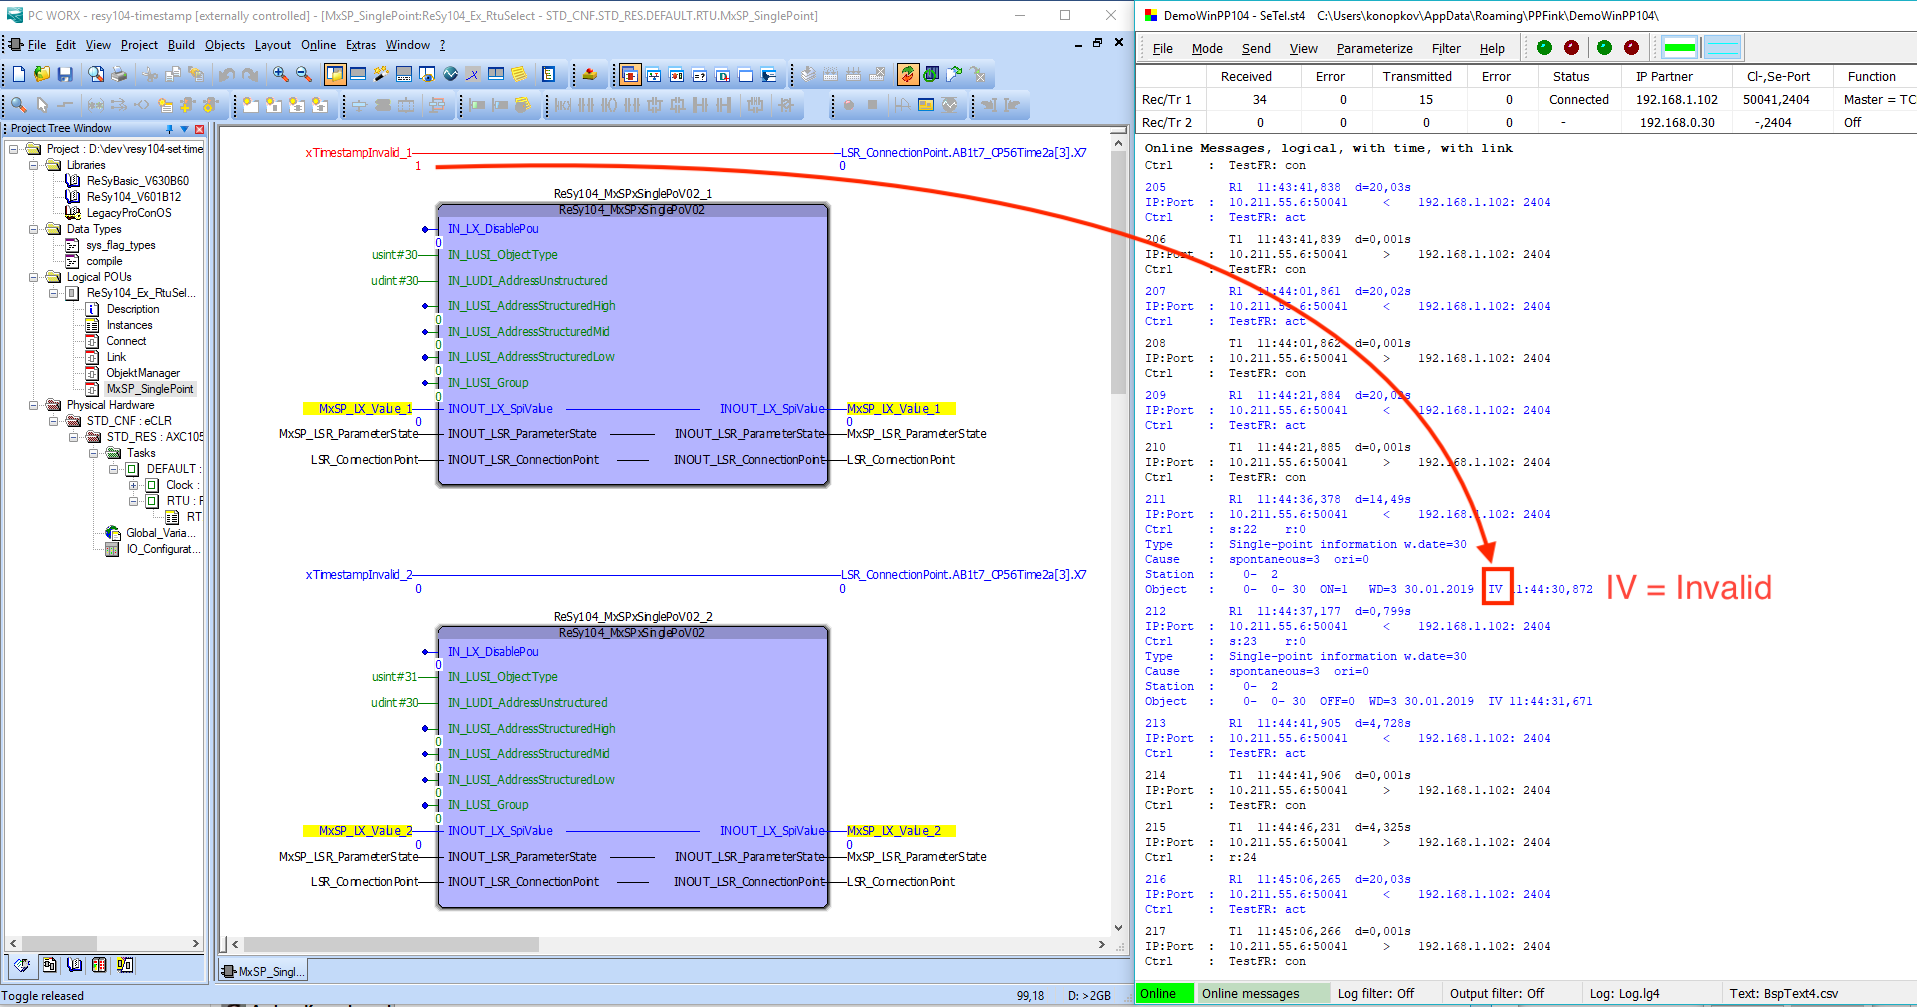 PC WORX - resy104-timestamp [externally controlled] - [MxSP_SinglePoint:ReSy104_Ex_RtuSelect - STD_CNF.STD_RES.DEFAULT.RTU.MxSP_SinglePoint]
File Edit View Project Build Objects Layout Online Extras Window ?
Project Tree Window
Project : D:\dev\resy104-set-time
Libraries
ReSyBasic_V630B60
ReSy104_V601B12
LegacyProConOS
Data Types
sys_flag_types
compile
Logical POUs
ReSy104_Ex_RtuSel...
Description
Instances
Connect
Link
ObjektManager
MxSP_SinglePoint
Physical Hardware
STD_CNF : eCLR
STD_RES : AXC105
Tasks
DEFAULT :
Clock :
RTU : F
RT
Global_Varia...
IO_Configurat...
xTimestampInvalid_1
1
LSR_ConnectionPoint.AB1t7_CP56Time2a[3].X7
0
ReSy104_MxSPxSinglePoV02_1
ReSy104_MxSPxSinglePoV02
IN_LX_DisablePou
0
usint#30 IN_LUSI_ObjectType
udint#30 IN_LUDI_AddressUnstructured
IN_LUSI_AddressStructuredHigh
0
IN_LUSI_AddressStructuredMid
0
IN_LUSI_AddressStructuredLow
0
IN_LUSI_Group
0
MxSP_LX_Value_1 INOUT_LX_SpiValue INOUT_LX_SpiValue MxSP_LX_Value_1
0 0
MxSP_LSR_ParameterState INOUT_LSR_ParameterState INOUT_LSR_ParameterState MxSP_LSR_ParameterState
LSR_ConnectionPoint INOUT_LSR_ConnectionPoint INOUT_LSR_ConnectionPoint LSR_ConnectionPoint
xTimestampInvalid_2
0
LSR_ConnectionPoint.AB1t7_CP56Time2a[3].X7
0
ReSy104_MxSPxSinglePoV02_2
ReSy104_MxSPxSinglePoV02
IN_LX_DisablePou
0
usint#31 IN_LUSI_ObjectType
udint#30 IN_LUDI_AddressUnstructured
IN_LUSI_AddressStructuredHigh
0
IN_LUSI_AddressStructuredMid
0
IN_LUSI_AddressStructuredLow
0
IN_LUSI_Group
0
MxSP_LX_Value_2 INOUT_LX_SpiValue INOUT_LX_SpiValue MxSP_LX_Value_2
0 0
MxSP_LSR_ParameterState INOUT_LSR_ParameterState INOUT_LSR_ParameterState MxSP_LSR_ParameterState
LSR_ConnectionPoint INOUT_LSR_ConnectionPoint INOUT_LSR_ConnectionPoint LSR_ConnectionPoint
MxSP_Singl...
Toggle released
99,18 D: >2GB
DemoWinPP104 - SeTel.st4 C:\Users\konopkov\AppData\Roaming\PPFink\DemoWinPP104\
File Mode Send View Parameterize Filter Help
Received Error Transmitted Error Status IP Partner Cl-,Se-Port Function
Rec/Tr 1 34 0 15 0 Connected 192.168.1.102 50041,2404 Master = TC
Rec/Tr 2 0 0 0 0 - 192.168.0.30 -,2404 Off
Online Messages, logical, with time, with link
Ctrl : TestFR: con
205 R1 11:43:41,838 d=20,03s
IP:Port : 10.211.55.6:50041 < 192.168.1.102: 2404
Ctrl : TestFR: act
206 T1 11:43:41,839 d=0,001s
IP:Port : 10.211.55.6:50041 > 192.168.1.102: 2404
Ctrl : TestFR: con
207 R1 11:44:01,861 d=20,02s
IP:Port : 10.211.55.6:50041 < 192.168.1.102: 2404
Ctrl : TestFR: act
208 T1 11:44:01,862 d=0,001s
IP:Port : 10.211.55.6:50041 > 192.168.1.102: 2404
Ctrl : TestFR: con
209 R1 11:44:21,884 d=20,02s
IP:Port : 10.211.55.6:50041 < 192.168.1.102: 2404
Ctrl : TestFR: act
210 T1 11:44:21,885 d=0,001s
IP:Port : 10.211.55.6:50041 > 192.168.1.102: 2404
Ctrl : TestFR: con
211 R1 11:44:36,378 d=14,49s
IP:Port : 10.211.55.6:50041 < 192.168.1.102: 2404
Ctrl : s:22 r:0
Type : Single-point information w.date=30
Cause : spontaneous=3 ori=0
Station : 0- 2
Object : 0- 0- 30 ON=1 WD=3 30.01.2019 IV 11:44:30,872
IV = Invalid
212 R1 11:44:37,177 d=0,799s
IP:Port : 10.211.55.6:50041 < 192.168.1.102: 2404
Ctrl : s:23 r:0
Type : Single-point information w.date=30
Cause : spontaneous=3 ori=0
Station : 0- 2
Object : 0- 0- 30 OFF=0 WD=3 30.01.2019 IV 11:44:31,671
213 R1 11:44:41,905 d=4,728s
IP:Port : 10.211.55.6:50041 < 192.168.1.102: 2404
Ctrl : TestFR: act
214 T1 11:44:41,906 d=0,001s
IP:Port : 10.211.55.6:50041 > 192.168.1.102: 2404
Ctrl : TestFR: con
215 T1 11:44:46,231 d=4,325s
IP:Port : 10.211.55.6:50041 > 192.168.1.102: 2404
Ctrl : r:24
216 R1 11:45:06,265 d=20,03s
IP:Port : 10.211.55.6:50041 < 192.168.1.102: 2404
Ctrl : TestFR: act
217 T1 11:45:06,266 d=0,001s
IP:Port : 10.211.55.6:50041 > 192.168.1.102: 2404
Ctrl : TestFR: con
Online Online messages Log filter: Off Output filter: Off Log: Log.lg4 Text: BspText4.csv